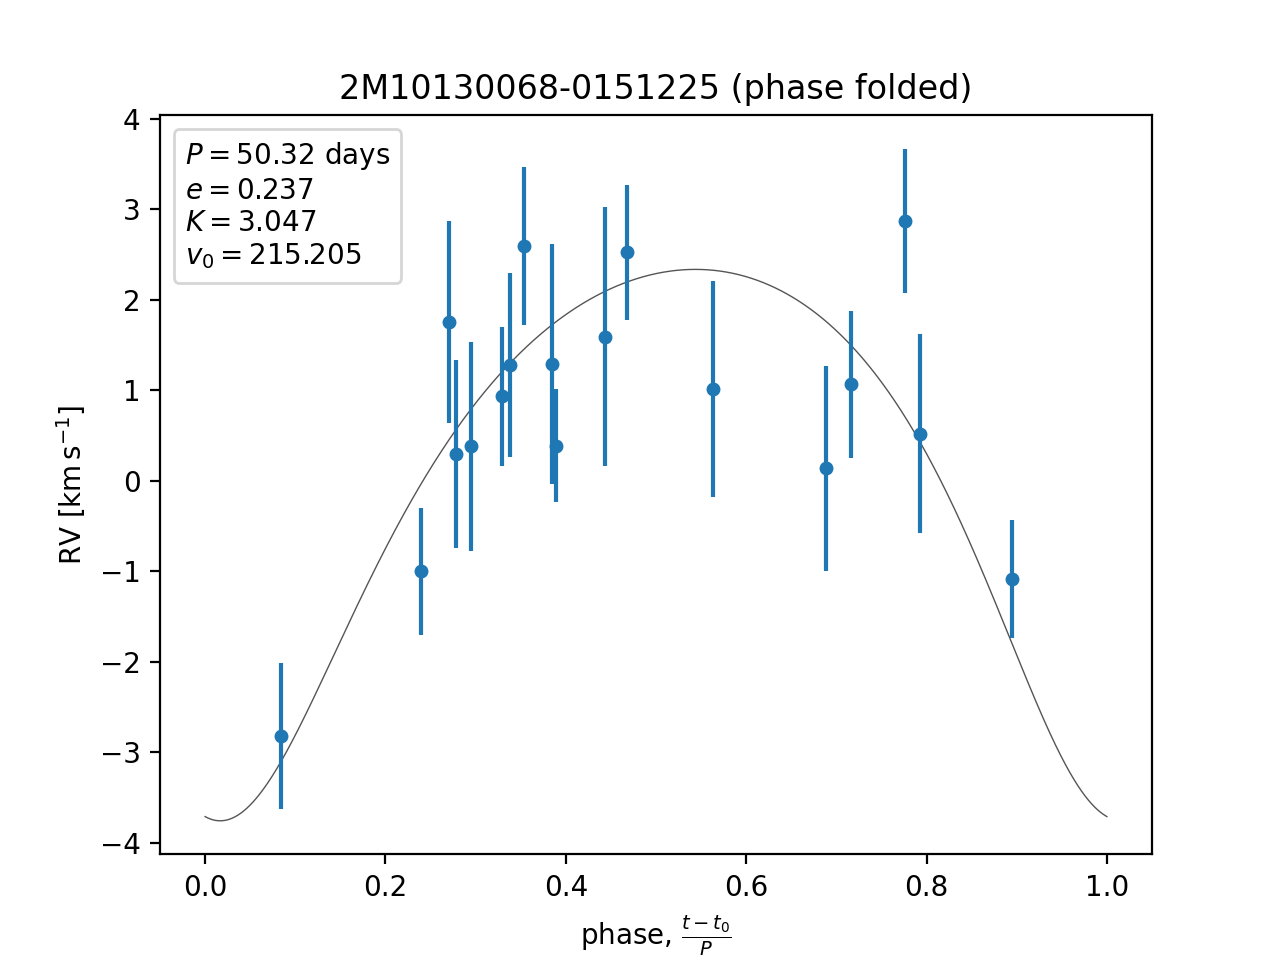 2M10130068-0151225 (phase folded)
P = 50.32 days
e = 0.237
K = 3.047
v₀ = 215.205
4
3
2
1
0
−1
−2
−3
−4
RV [km s⁻¹]
0.0 0.2 0.4 0.6 0.8 1.0
phase, (t − t₀)/P